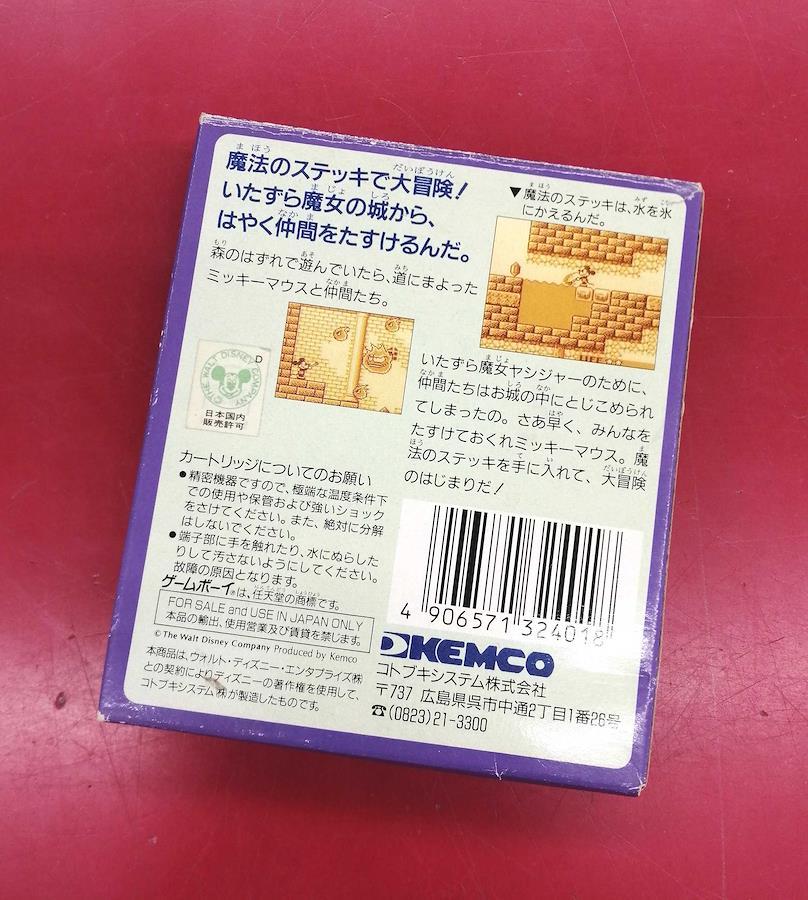 魔法のステッキで大冒険!
いたずら魔女の城から、
はやく仲間をたすけるんだ。
森のはずれで遊んでいたら、道にまよった
ミッキーマウスと仲間たち。
▼魔法のステッキは、水を氷
にかえるんだ。
いたずら魔女ヤシジャーのために、
仲間たちはお城の中にとじこめられ
てしまったの。さあ早く、みんなを
たすけておくれミッキーマウス。魔
法のステッキを手に入れて、大冒険
のはじまりだ!
D
©THE WALT DISNEY COMPANY
日本国内
販売許可
カートリッジについてのお願い
●精密機器ですので、極端な温度条件下
での使用や保管および強いショック
をさけてください。また、絶対に分解
はしないでください。
●端子部に手を触れたり、水にぬらした
りして汚さないようにしてください。
故障の原因となります。
ゲームボーイ®は、任天堂の商標です。
FOR SALE and USE IN JAPAN ONLY
本品の輸出、使用営業及び賃貸を禁じます。
©The Walt Disney Company Produced by Kemco
本商品は、ウォルト・ディズニー・エンタプライズ㈱
との契約によりディズニーの著作権を使用して、
コトブキシステム㈱が製造したものです。
4 906571 324018
KEMCO
コトブキシステム株式会社
〒737 広島県呉市中通2丁目1番26号
☎(0823)21-3300